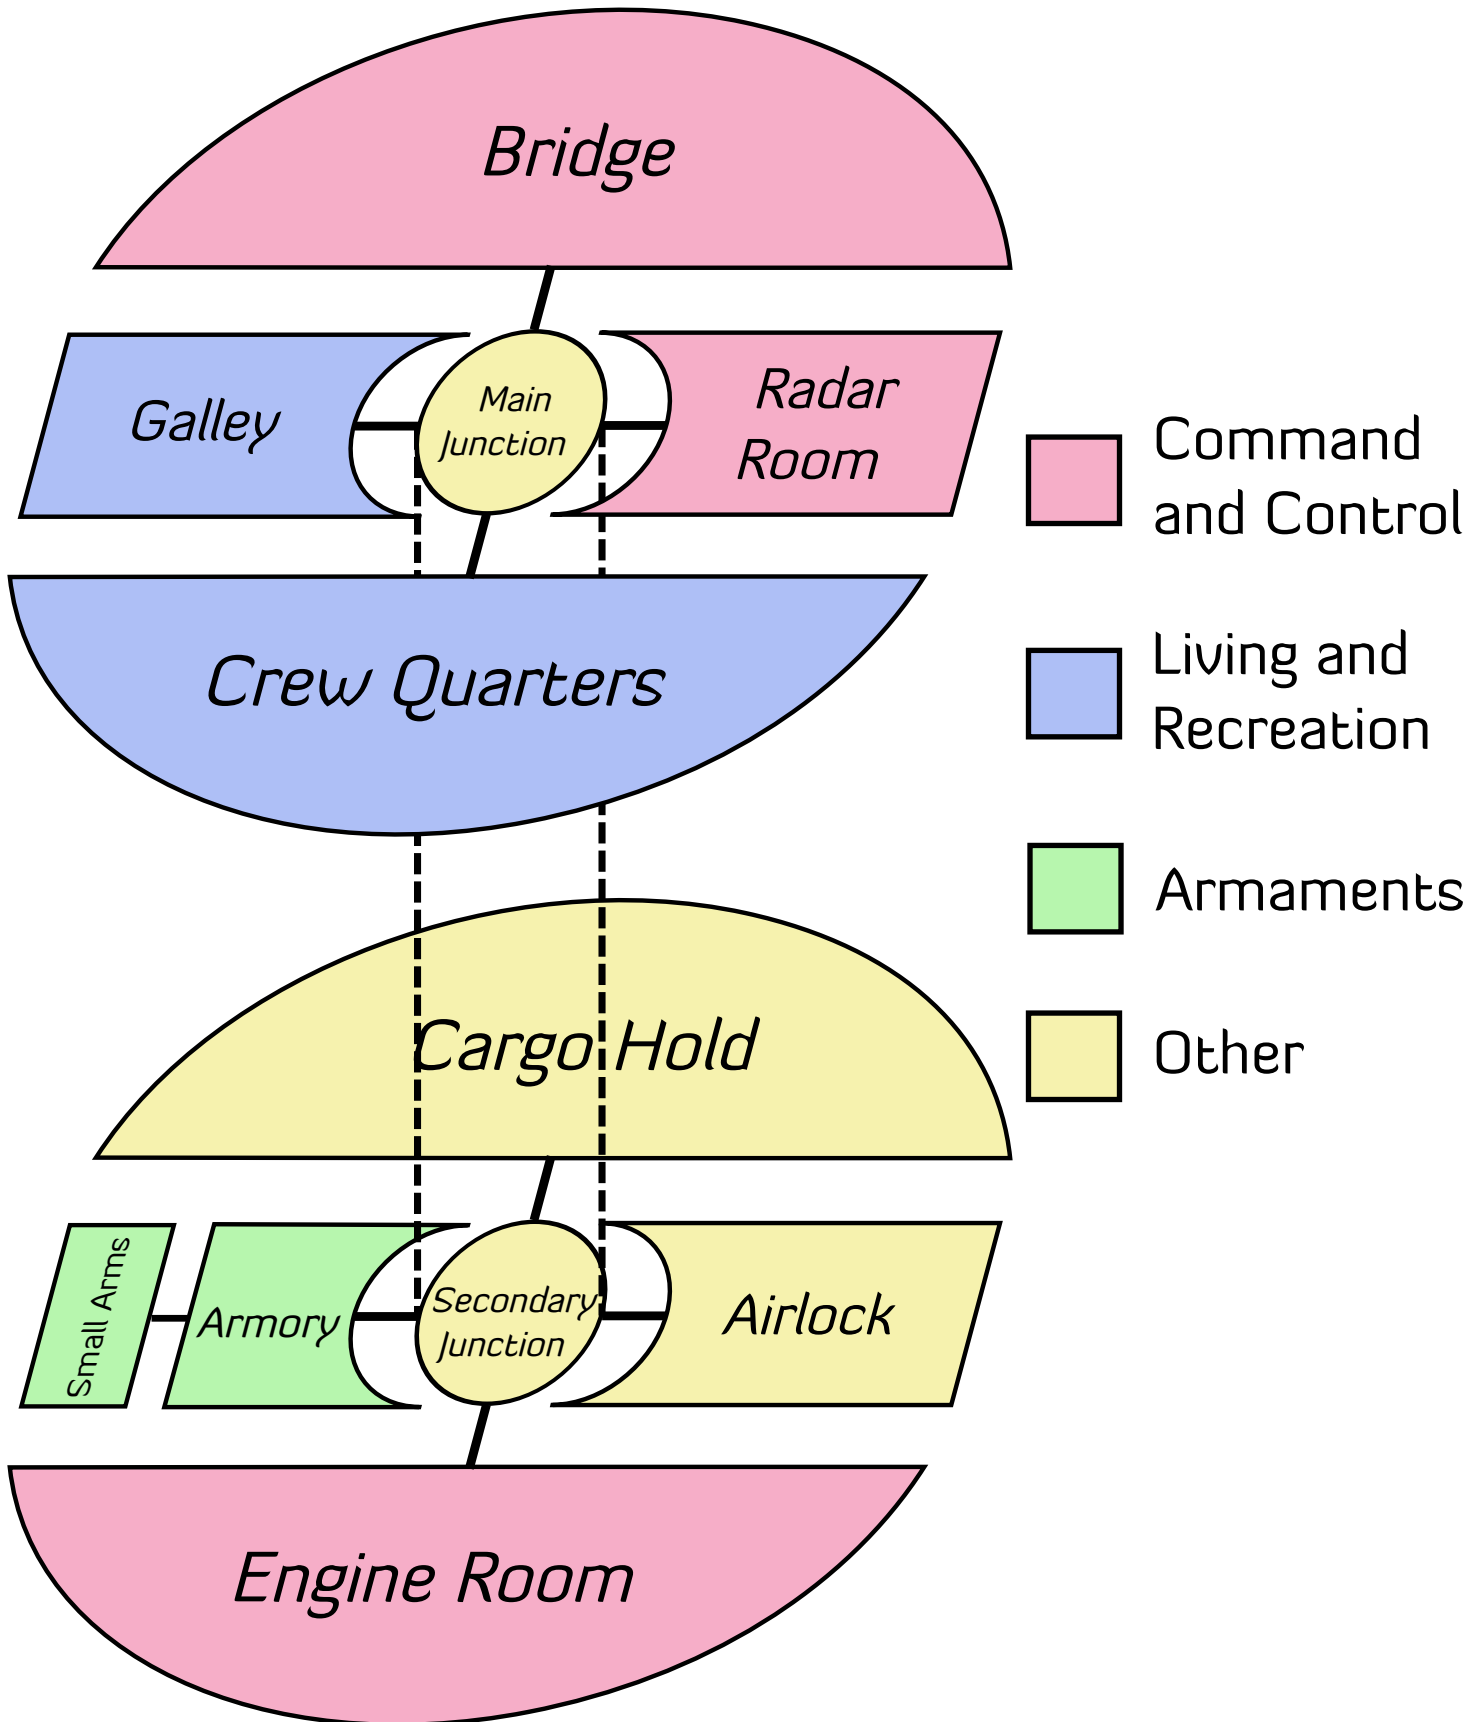 Bridge
Galley
Main
Junction
Radar
Room
Crew Quarters
Cargo Hold
Small Arms
Armory
Secondary
Junction
Airlock
Engine Room
Command
and Control
Living and
Recreation
Armaments
Other